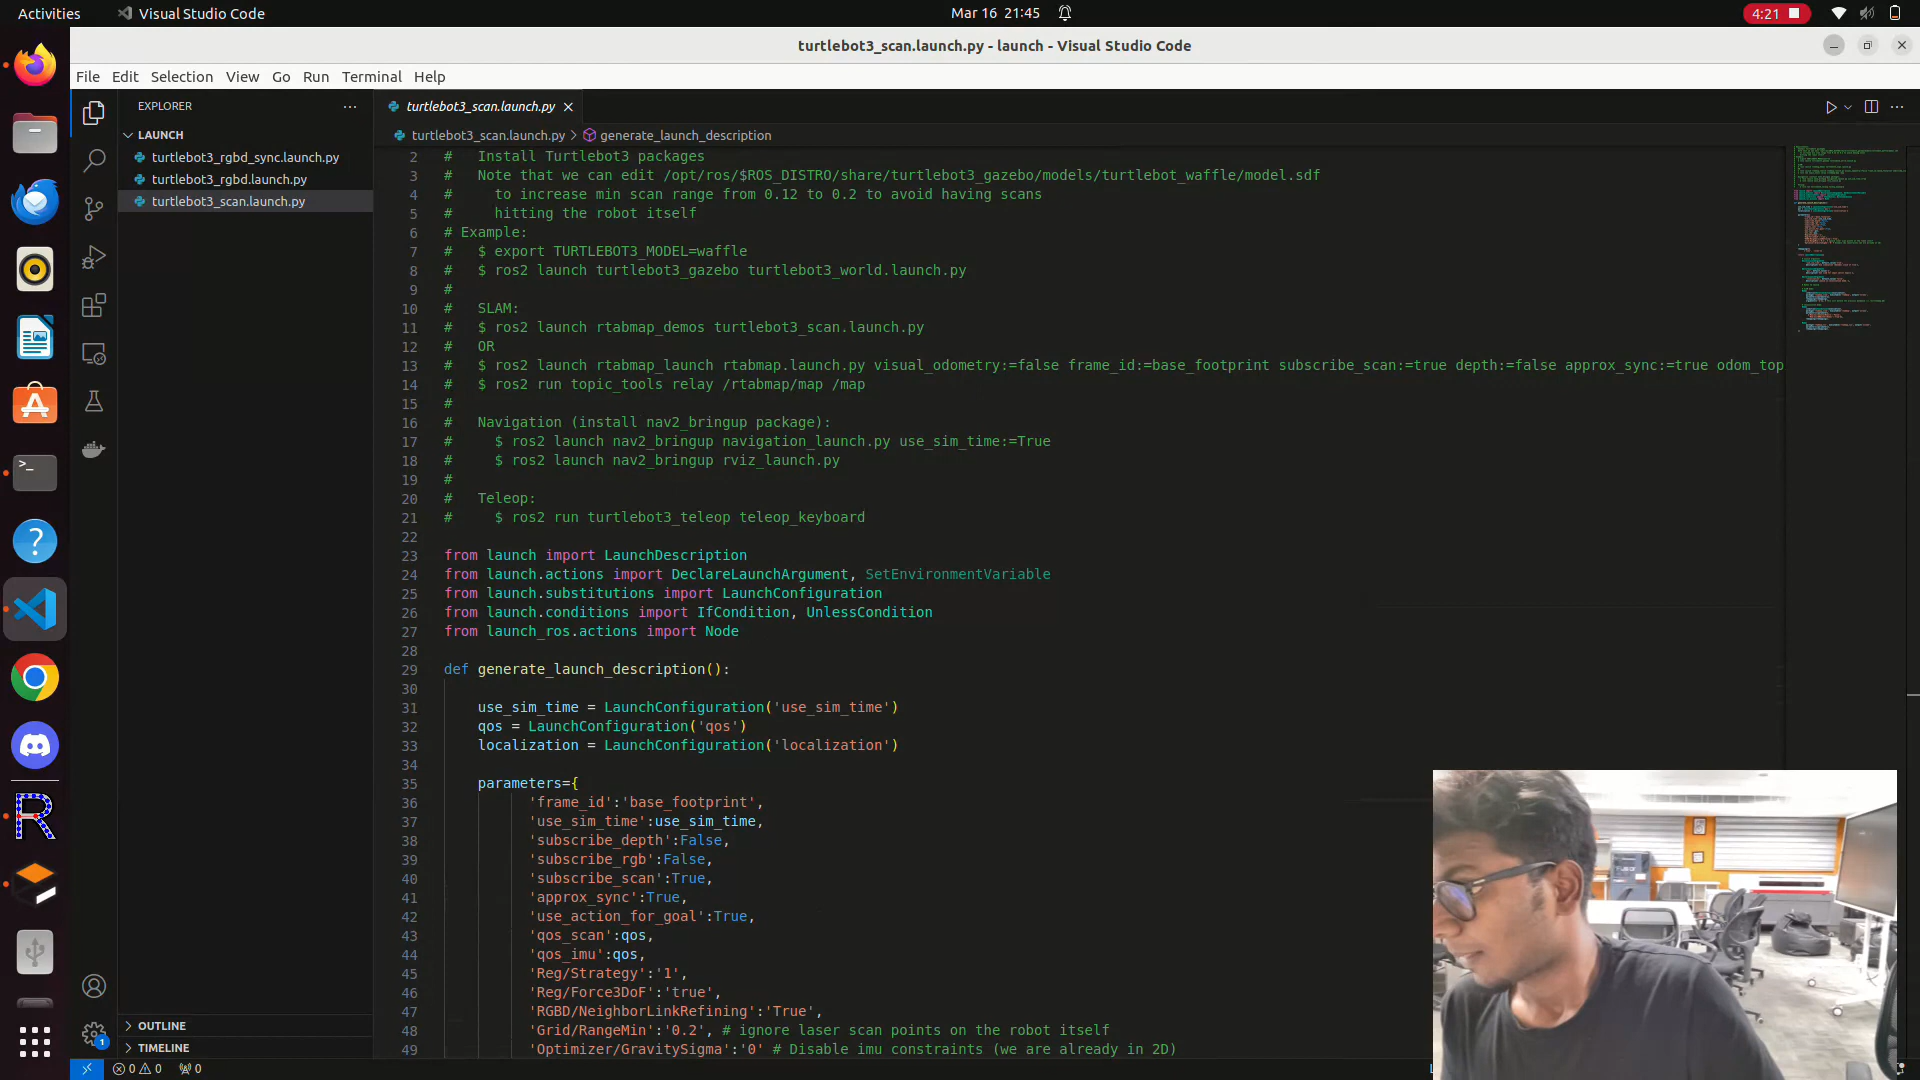 Activities
Visual Studio Code
Mar 16 21:45
4:21
turtlebot3_scan.launch.py - launch - Visual Studio Code
File Edit Selection View Go Run Terminal Help
EXPLORER
LAUNCH
turtlebot3_rgbd_sync.launch.py
turtlebot3_rgbd.launch.py
turtlebot3_scan.launch.py
OUTLINE
TIMELINE
turtlebot3_scan.launch.py
turtlebot3_scan.launch.py > generate_launch_description
2 #   Install Turtlebot3 packages
3 #   Note that we can edit /opt/ros/$ROS_DISTRO/share/turtlebot3_gazebo/models/turtlebot_waffle/model.sdf
4 #     to increase min scan range from 0.12 to 0.2 to avoid having scans
5 #     hitting the robot itself
6 # Example:
7 #   $ export TURTLEBOT3_MODEL=waffle
8 #   $ ros2 launch turtlebot3_gazebo turtlebot3_world.launch.py
9 #
10 #   SLAM:
11 #   $ ros2 launch rtabmap_demos turtlebot3_scan.launch.py
12 #   OR
13 #   $ ros2 launch rtabmap_launch rtabmap.launch.py visual_odometry:=false frame_id:=base_footprint subscribe_scan:=true depth:=false approx_sync:=true odom_top
14 #   $ ros2 run topic_tools relay /rtabmap/map /map
15 #
16 #   Navigation (install nav2_bringup package):
17 #     $ ros2 launch nav2_bringup navigation_launch.py use_sim_time:=True
18 #     $ ros2 launch nav2_bringup rviz_launch.py
19 #
20 #   Teleop:
21 #     $ ros2 run turtlebot3_teleop teleop_keyboard
22
23 from launch import LaunchDescription
24 from launch.actions import DeclareLaunchArgument, SetEnvironmentVariable
25 from launch.substitutions import LaunchConfiguration
26 from launch.conditions import IfCondition, UnlessCondition
27 from launch_ros.actions import Node
28
29 def generate_launch_description():
30
31     use_sim_time = LaunchConfiguration('use_sim_time')
32     qos = LaunchConfiguration('qos')
33     localization = LaunchConfiguration('localization')
34
35     parameters={
36           'frame_id':'base_footprint',
37           'use_sim_time':use_sim_time,
38           'subscribe_depth':False,
39           'subscribe_rgb':False,
40           'subscribe_scan':True,
41           'approx_sync':True,
42           'use_action_for_goal':True,
43           'qos_scan':qos,
44           'qos_imu':qos,
45           'Reg/Strategy':'1',
46           'Reg/Force3DoF':'true',
47           'RGBD/NeighborLinkRefining':'True',
48           'Grid/RangeMin':'0.2', # ignore laser scan points on the robot itself
49           'Optimizer/GravitySigma':'0' # Disable imu constraints (we are already in 2D)
1
0 0 0